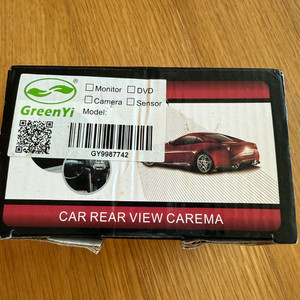 Monitor DVD
Camera Sensor
Model:
GreenYi
GY9987742
CAR REAR VIEW CAREMA